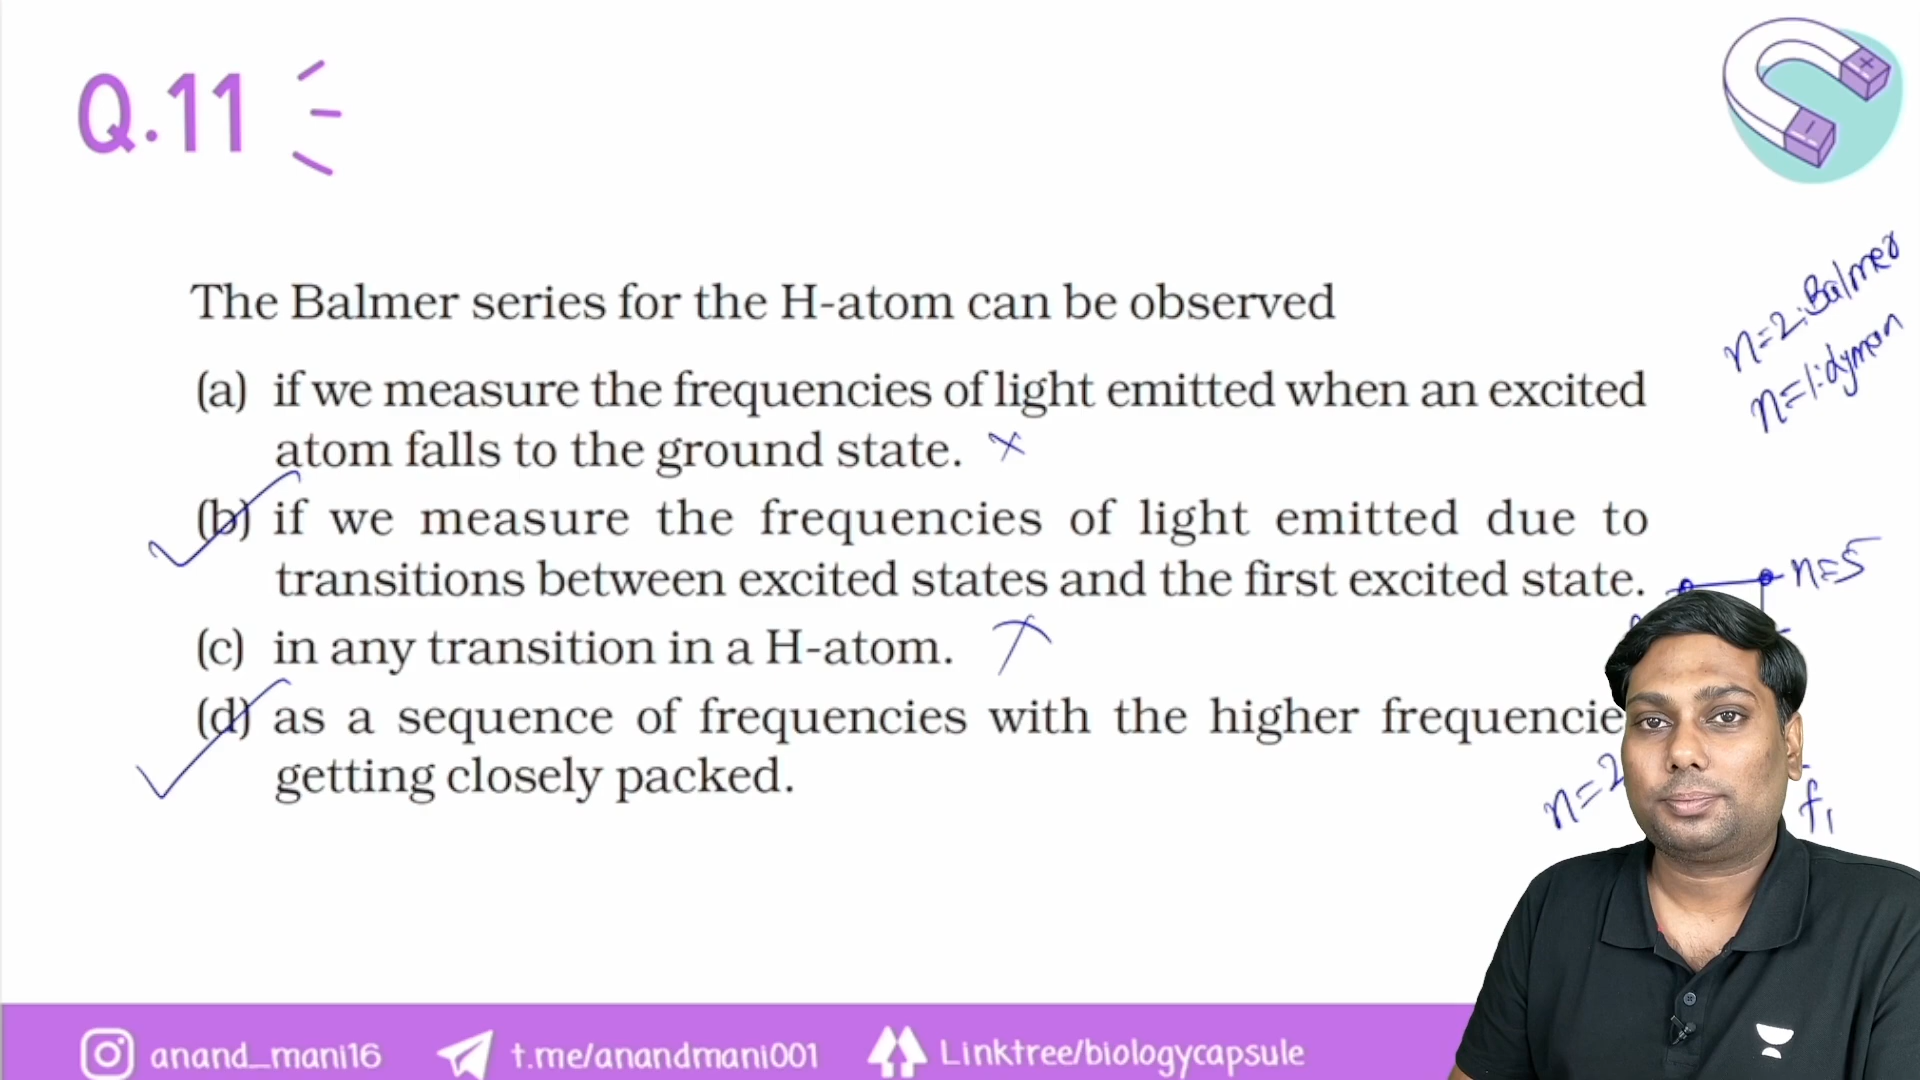 Q.11
n=2:Balmer
n=1:dyman
The Balmer series for the H-atom can be observed
(a) if we measure the frequencies of light emitted when an excited
atom falls to the ground state. ×
(b) if we measure the frequencies of light emitted due to
transitions between excited states and the first excited state.
n=5
(c) in any transition in a H-atom.
(d) as a sequence of frequencies with the higher frequencie
getting closely packed.
n=2
f1
anand_mani16
t.me/anandmani001
Linktree/biologycapsule